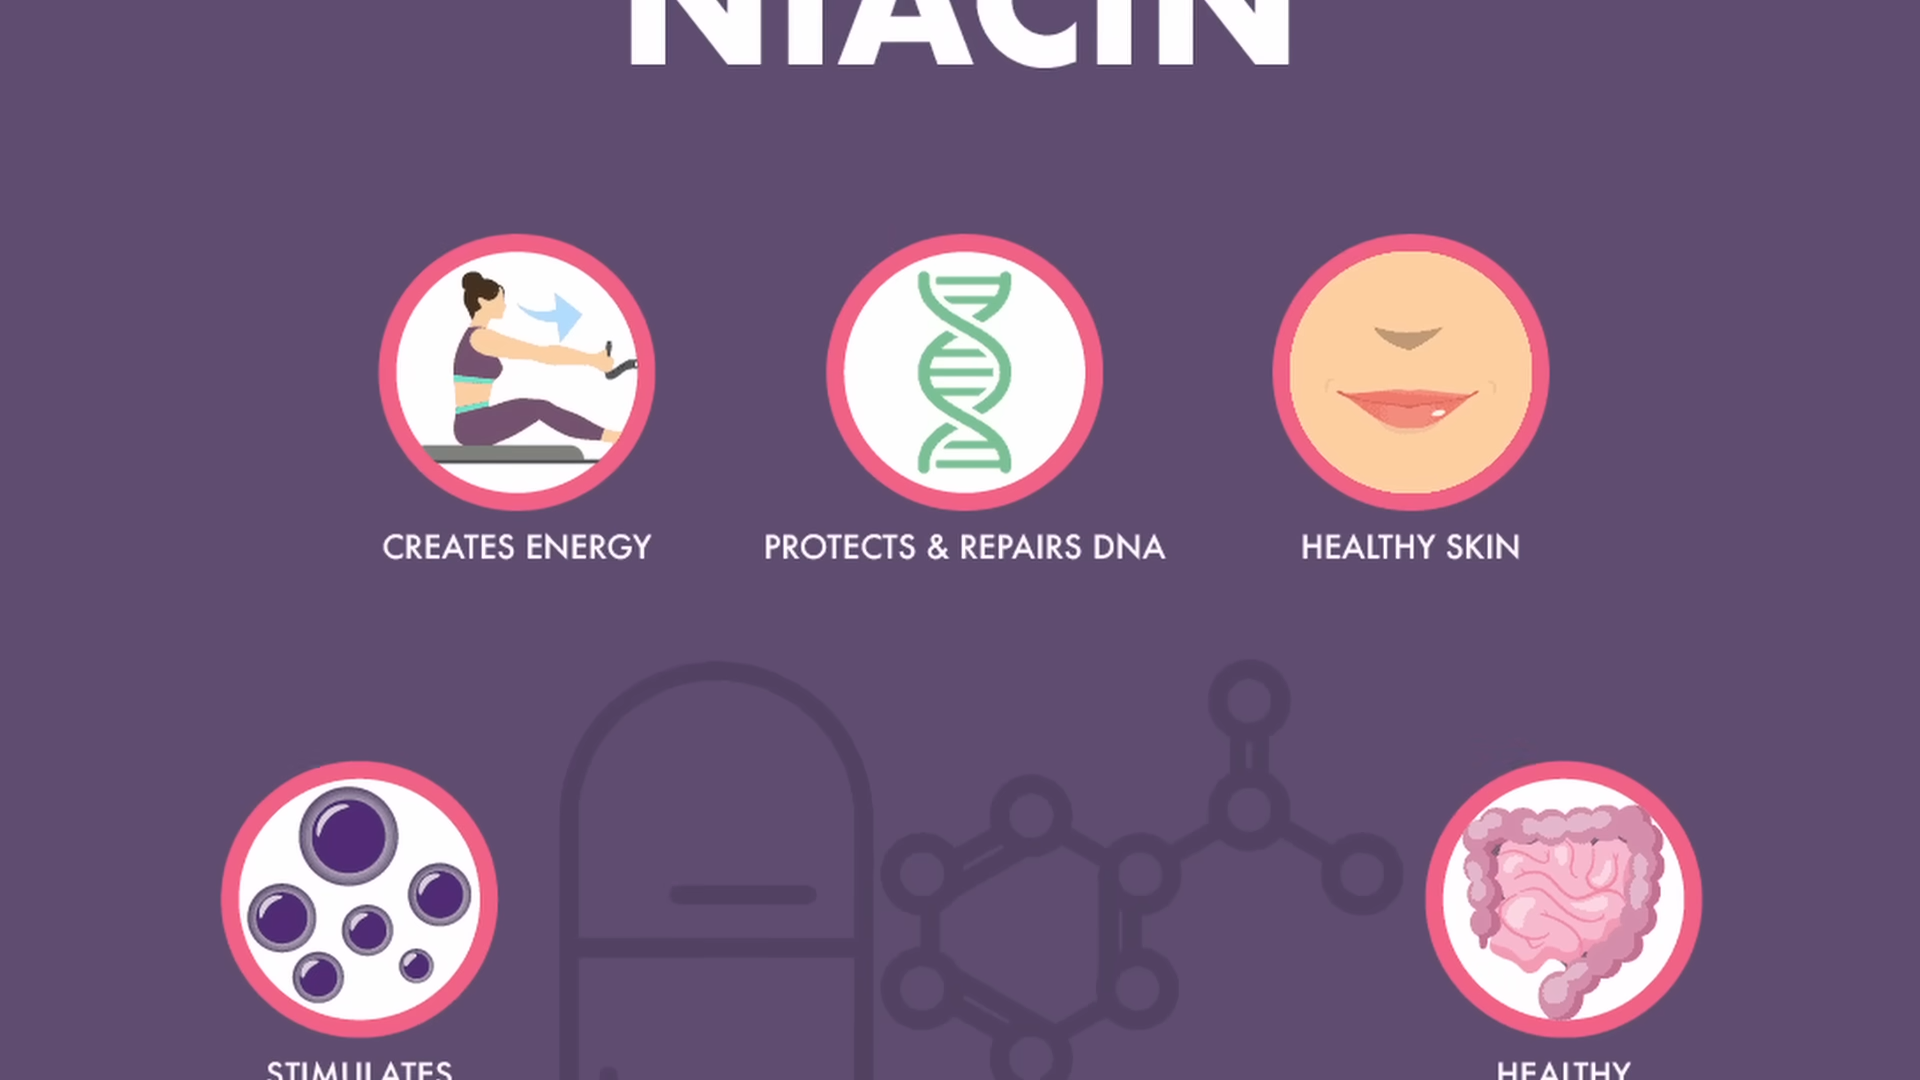 NIACIN
CREATES ENERGY
PROTECTS & REPAIRS DNA
HEALTHY SKIN
STIMULATES
HEALTHY